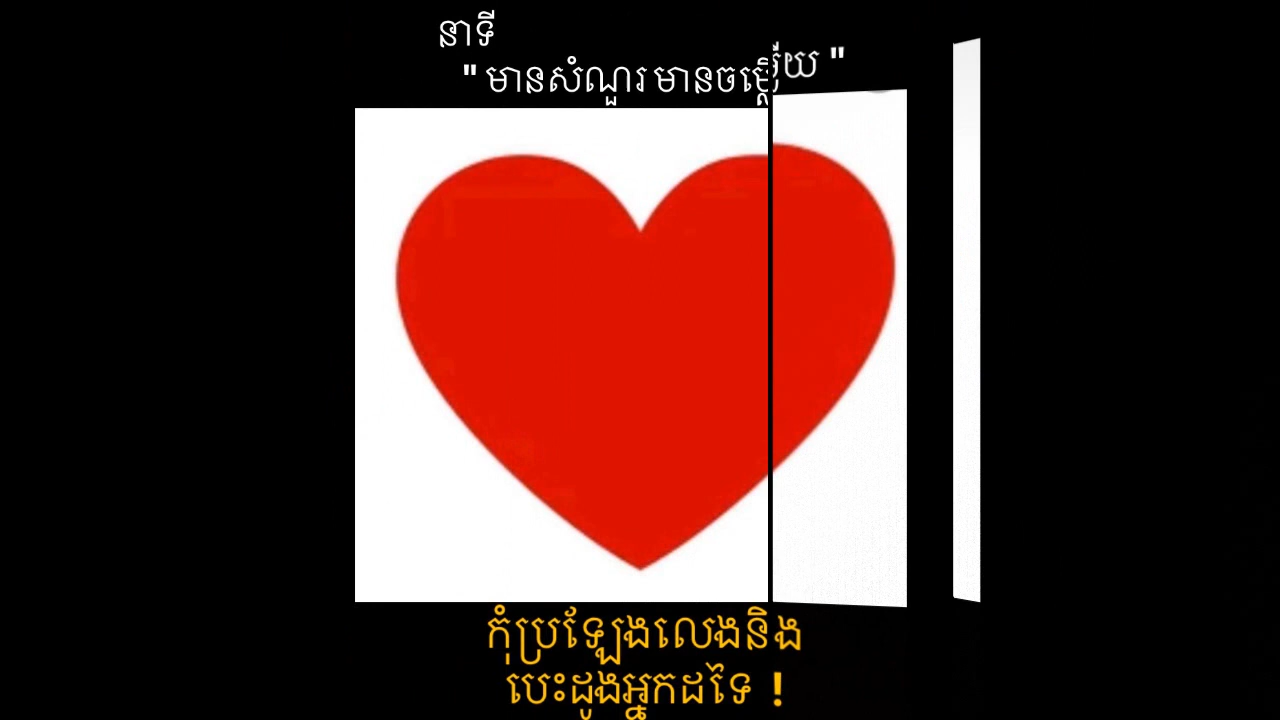 នាទី
" មានសំណួរ មានចម្លើយ "
កុំប្រឡែងលេងនិង
បេះដូងអ្នកដទៃ !